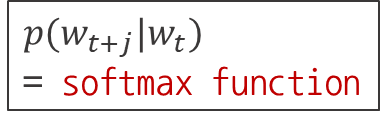 p(w_{t+j}|w_t)
= softmax function